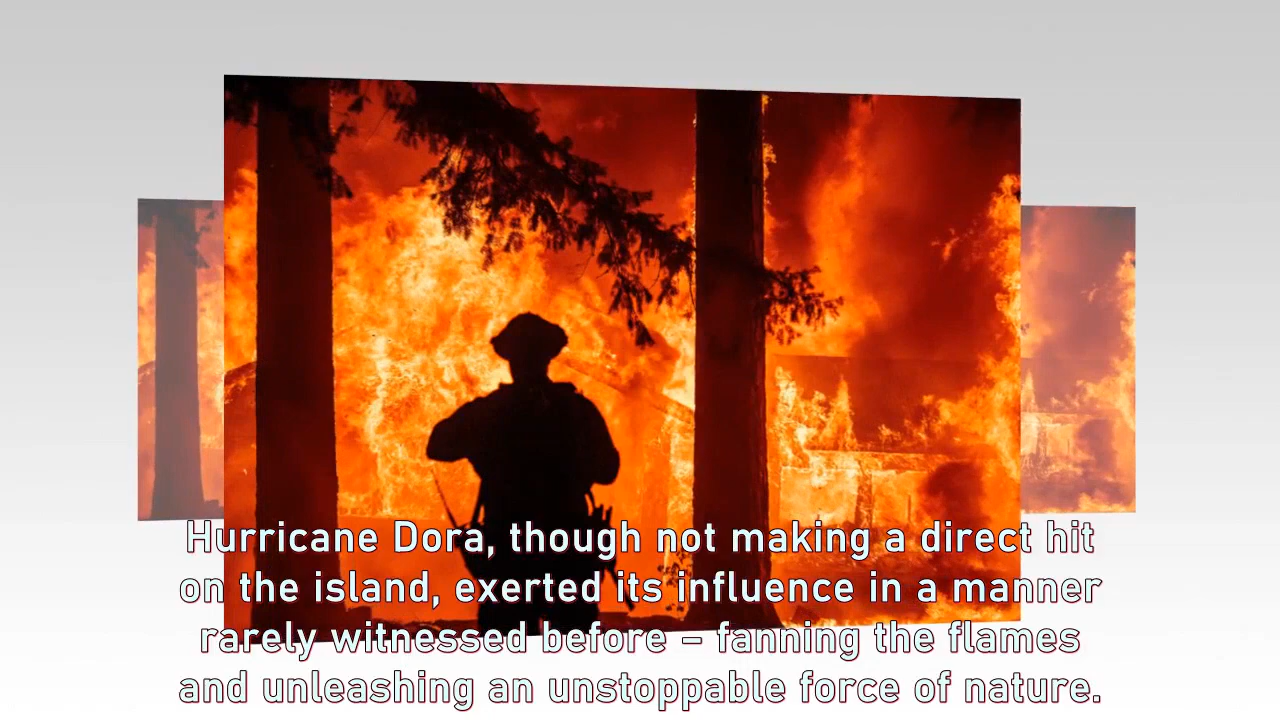 Hurricane Dora, though not making a direct hit
on the island, exerted its influence in a manner
rarely witnessed before – fanning the flames
and unleashing an unstoppable force of nature.